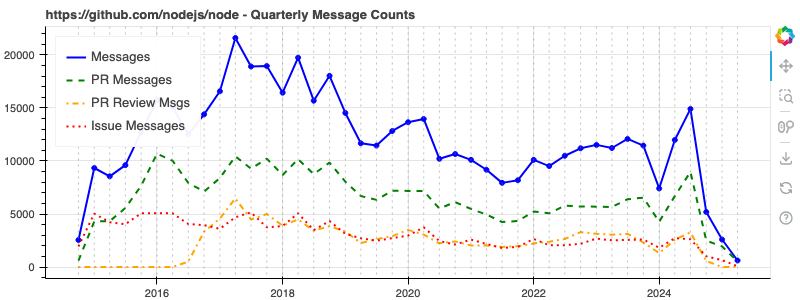 https://github.com/nodejs/node - Quarterly Message Counts
Messages
PR Messages
PR Review Msgs
Issue Messages
20000
15000
10000
5000
0
2016
2018
2020
2022
2024